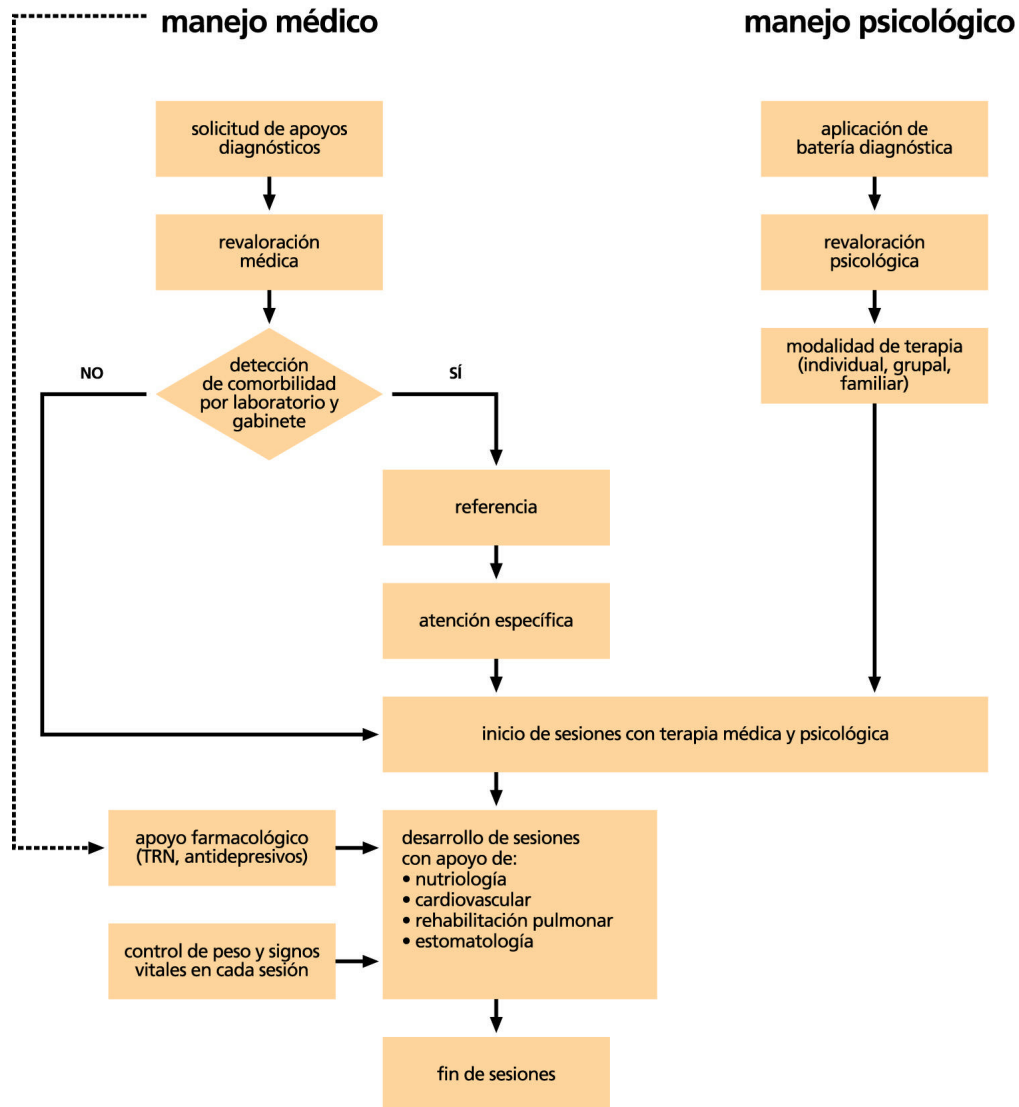 manejo médico
manejo psicológico
solicitud de apoyos
diagnósticos
aplicación de
batería diagnóstica
revaloración
médica
revaloración
psicológica
detección
de comorbilidad
por laboratorio y
gabinete
NO
SÍ
modalidad de terapia
(individual, grupal,
familiar)
referencia
atención específica
inicio de sesiones con terapia médica y psicológica
apoyo farmacológico
(TRN, antidepresivos)
control de peso y signos
vitales en cada sesión
desarrollo de sesiones
con apoyo de:
• nutriología
• cardiovascular
• rehabilitación pulmonar
• estomatología
fin de sesiones